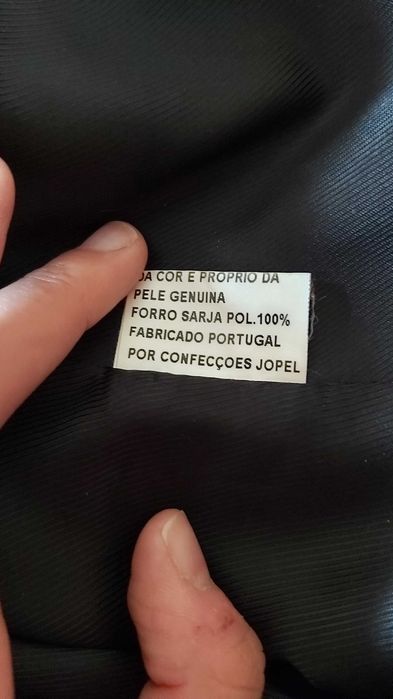 DA COR E PROPRIO DA
PELE GENUINA
FORRO SARJA POL.100%
FABRICADO PORTUGAL
POR CONFECÇOES JOPEL